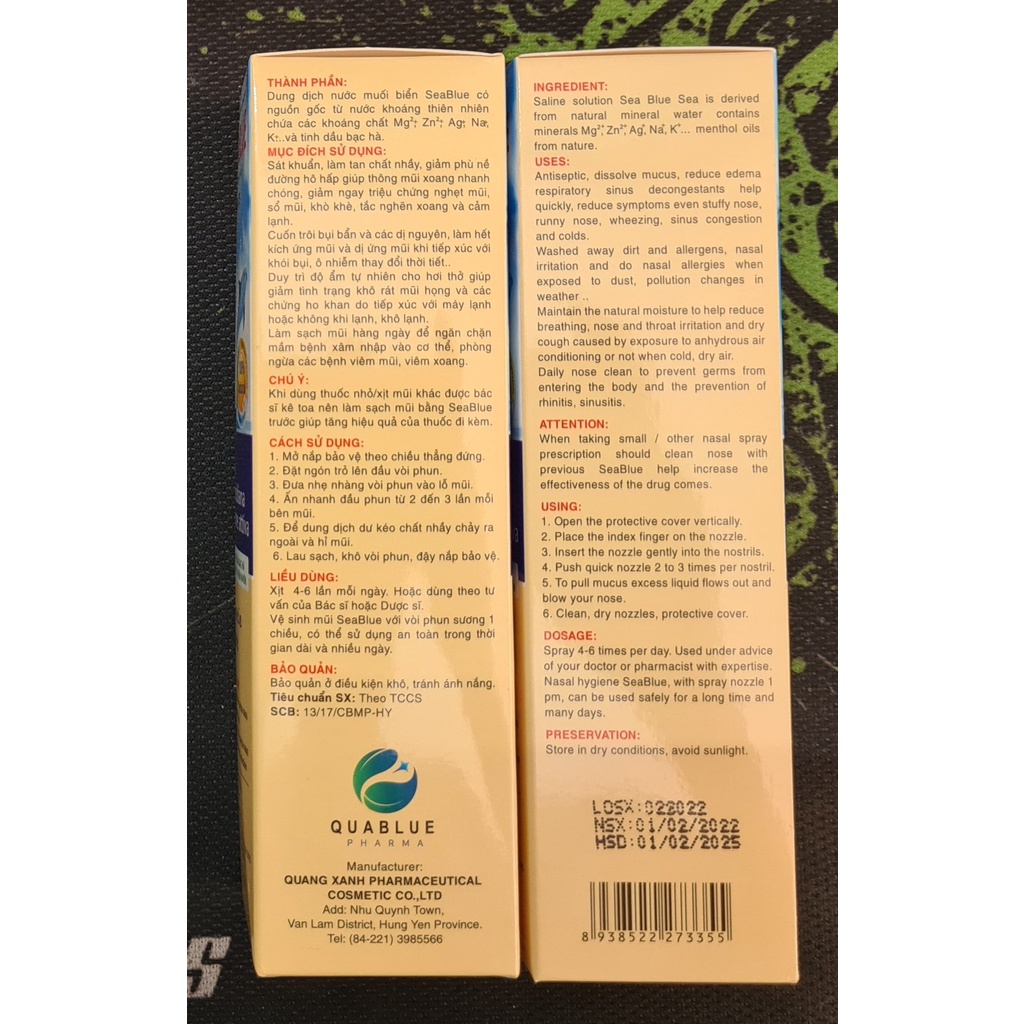 THÀNH PHẦN:
Dung dịch nước muối biển SeaBlue có
nguồn gốc từ nước khoáng thiên nhiên
chứa các khoáng chất Mg²⁺, Zn²⁺, Ag⁺, Na⁺,
K⁺...và tinh dầu bạc hà.
MỤC ĐÍCH SỬ DỤNG:
Sát khuẩn, làm tan chất nhầy, giảm phù nề
đường hô hấp giúp thông mũi xoang nhanh
chóng, giảm ngay triệu chứng nghẹt mũi,
sổ mũi, khò khè, tắc nghẽn xoang và cảm
lạnh.
Cuốn trôi bụi bẩn và các dị nguyên, làm hết
kích ứng mũi và dị ứng mũi khi tiếp xúc với
khói bụi, ô nhiễm thay đổi thời tiết..
Duy trì độ ẩm tự nhiên cho hơi thở giúp
giảm tình trạng khô rát mũi họng và các
chứng ho khan do tiếp xúc với máy lạnh
hoặc không khí lạnh, khô lạnh.
Làm sạch mũi hàng ngày để ngăn chặn
mầm bệnh xâm nhập vào cơ thể, phòng
ngừa các bệnh viêm mũi, viêm xoang.
CHÚ Ý:
Khi dùng thuốc nhỏ/xịt mũi khác được bác
sĩ kê toa nên làm sạch mũi bằng SeaBlue
trước giúp tăng hiệu quả của thuốc đi kèm.
CÁCH SỬ DỤNG:
1. Mở nắp bảo vệ theo chiều thẳng đứng.
2. Đặt ngón trỏ lên đầu vòi phun.
3. Đưa nhẹ nhàng vòi phun vào lỗ mũi.
4. Ấn nhanh đầu phun từ 2 đến 3 lần mỗi
bên mũi.
5. Để dung dịch dư kéo chất nhầy chảy ra
ngoài và hỉ mũi.
6. Lau sạch, khô vòi phun, đậy nắp bảo vệ.
LIỀU DÙNG:
Xịt 4-6 lần mỗi ngày. Hoặc dùng theo tư
vấn của Bác sĩ hoặc Dược sĩ.
Vệ sinh mũi SeaBlue với vòi phun sương 1
chiều, có thể sử dụng an toàn trong thời
gian dài và nhiều ngày.
BẢO QUẢN:
Bảo quản ở điều kiện khô, tránh ánh nắng.
Tiêu chuẩn SX: Theo TCCS
SCB: 13/17/CBMP-HY
QUABLUE
PHARMA
Manufacturer:
QUANG XANH PHARMACEUTICAL
COSMETIC CO.,LTD
Add: Nhu Quynh Town,
Van Lam District, Hung Yen Province.
Tel: (84-221) 3985566
INGREDIENT:
Saline solution Sea Blue Sea is derived
from natural mineral water contains
minerals Mg²⁺, Zn²⁺, Ag⁺, Na⁺, K⁺... menthol oils
from nature.
USES:
Antiseptic, dissolve mucus, reduce edema
respiratory sinus decongestants help
quickly, reduce symptoms even stuffy nose,
runny nose, wheezing, sinus congestion
and colds.
Washed away dirt and allergens, nasal
irritation and do nasal allergies when
exposed to dust, pollution changes in
weather ..
Maintain the natural moisture to help reduce
breathing, nose and throat irritation and dry
cough caused by exposure to anhydrous air
conditioning or not when cold, dry air.
Daily nose clean to prevent germs from
entering the body and the prevention of
rhinitis, sinusitis.
ATTENTION:
When taking small / other nasal spray
prescription should clean nose with
previous SeaBlue help increase the
effectiveness of the drug comes.
USING:
1. Open the protective cover vertically.
2. Place the index finger on the nozzle.
3. Insert the nozzle gently into the nostrils.
4. Push quick nozzle 2 to 3 times per nostril.
5. To pull mucus excess liquid flows out and
blow your nose.
6. Clean, dry nozzles, protective cover.
DOSAGE:
Spray 4-6 times per day. Used under advice
of your doctor or pharmacist with expertise.
Nasal hygiene SeaBlue, with spray nozzle 1
pm, can be used safely for a long time and
many days.
PRESERVATION:
Store in dry conditions, avoid sunlight.
LOSX:022022
NSX:01/02/2022
HSD:01/02/2025
8 938522 273355